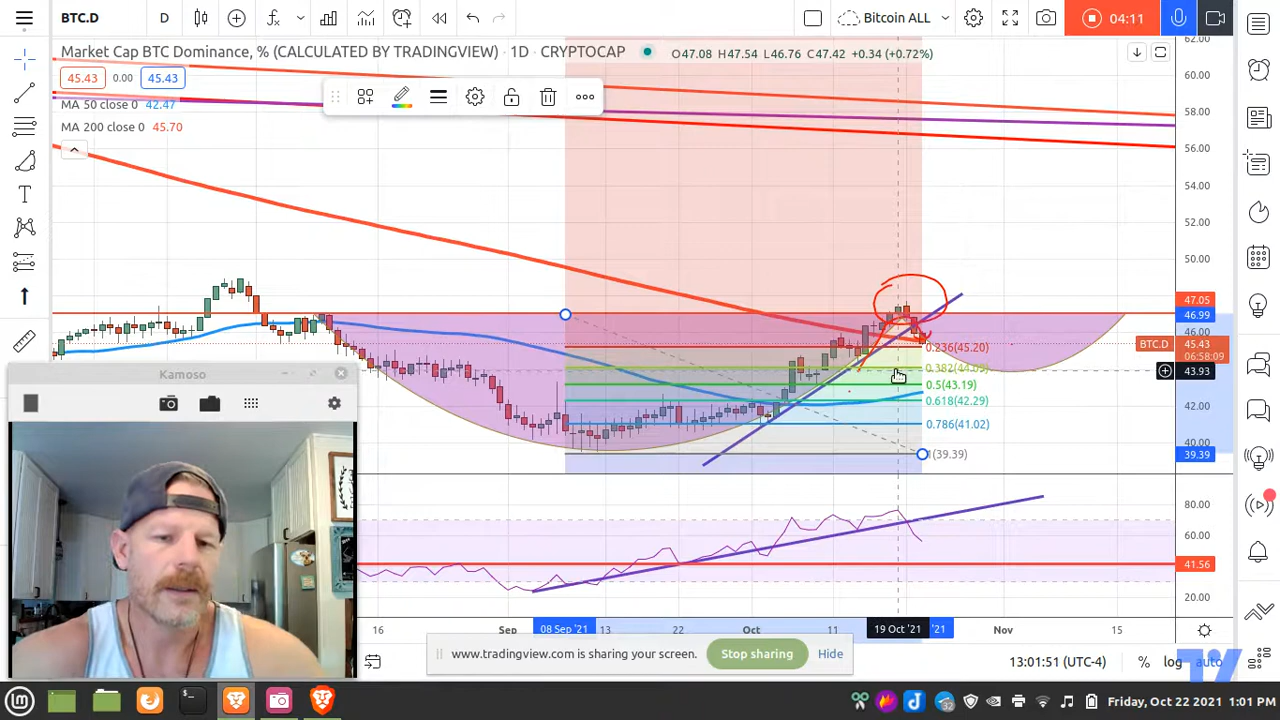 BTC.D
D
Bitcoin ALL
04:11
Market Cap BTC Dominance, % (CALCULATED BY TRADINGVIEW) · 1D · CRYPTOCAP
O47.08 H47.54 L46.76 C47.42 +0.34 (+0.72%)
45.43 0.00 45.43
MA 50 close 0 42.47
MA 200 close 0 45.70
62.00
60.00
58.00
56.00
54.00
52.00
50.00
47.05
46.99
46.00
BTC.D 45.43
06:58:09
43.93
42.00
40.00
39.39
0.236(45.20)
0.5(43.19)
0.618(42.29)
0.786(41.02)
1(39.39)
80.00
60.00
41.56
20.00
Kamoso
16 Sep 08 Sep '21 13 22 Oct 11 19 Oct '21 '21 Nov 15
www.tradingview.com is sharing your screen. Stop sharing Hide
13:01:51 (UTC-4) % log auto
32
Friday, Oct 22 2021 1:01 PM